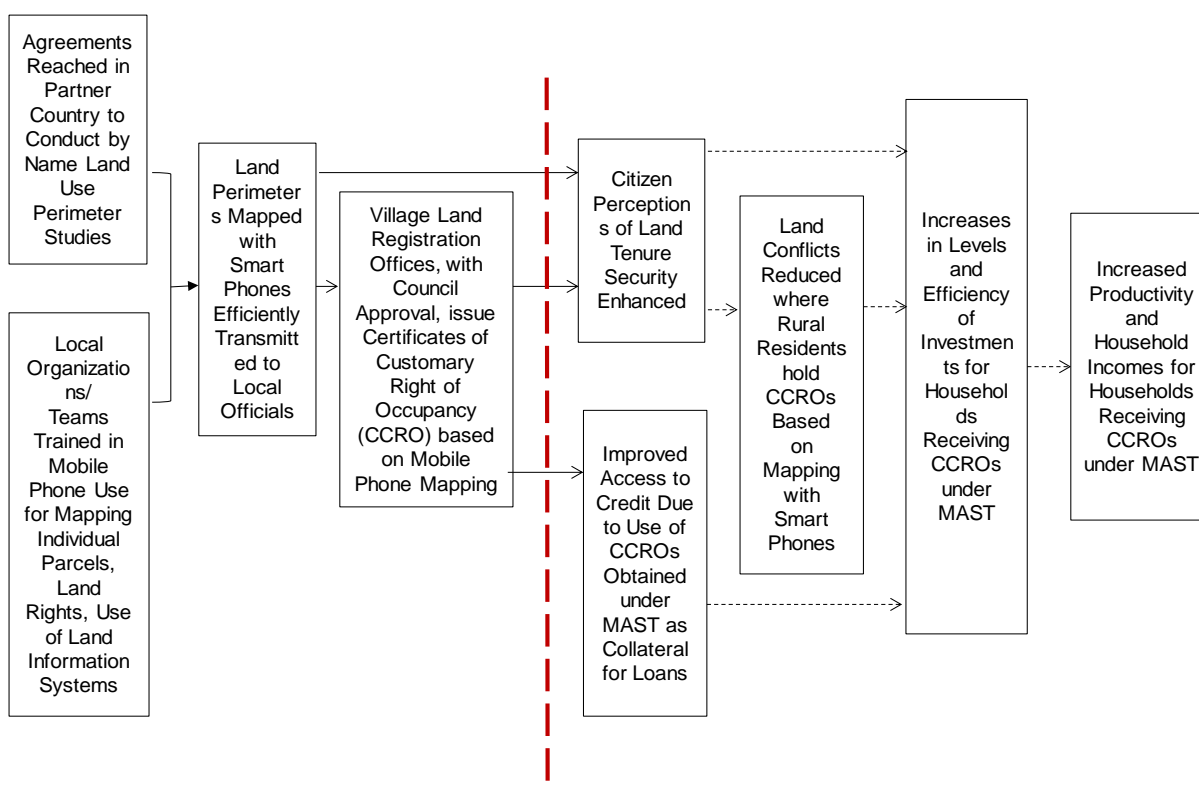 Agreements
Reached in
Partner
Country to
Conduct by
Name Land
Use
Perimeter
Studies
Local
Organizatio
ns/
Teams
Trained in
Mobile
Phone Use
for Mapping
Individual
Parcels,
Land
Rights, Use
of Land
Information
Systems
Land
Perimeter
s Mapped
with
Smart
Phones
Efficiently
Transmitt
ed to
Local
Officials
Village Land
Registration
Offices, with
Council
Approval, issue
Certificates of
Customary
Right of
Occupancy
(CCRO) based
on Mobile
Phone Mapping
Citizen
Perception
s of Land
Tenure
Security
Enhanced
Improved
Access to
Credit Due
to Use of
CCROs
Obtained
under
MAST as
Collateral
for Loans
Land
Conflicts
Reduced
where
Rural
Residents
hold
CCROs
Based
on
Mapping
with
Smart
Phones
Increases
in Levels
and
Efficiency
of
Investmen
ts for
Househol
ds
Receiving
CCROs
under
MAST
Increased
Productivity
and
Household
Incomes for
Households
Receiving
CCROs
under MAST